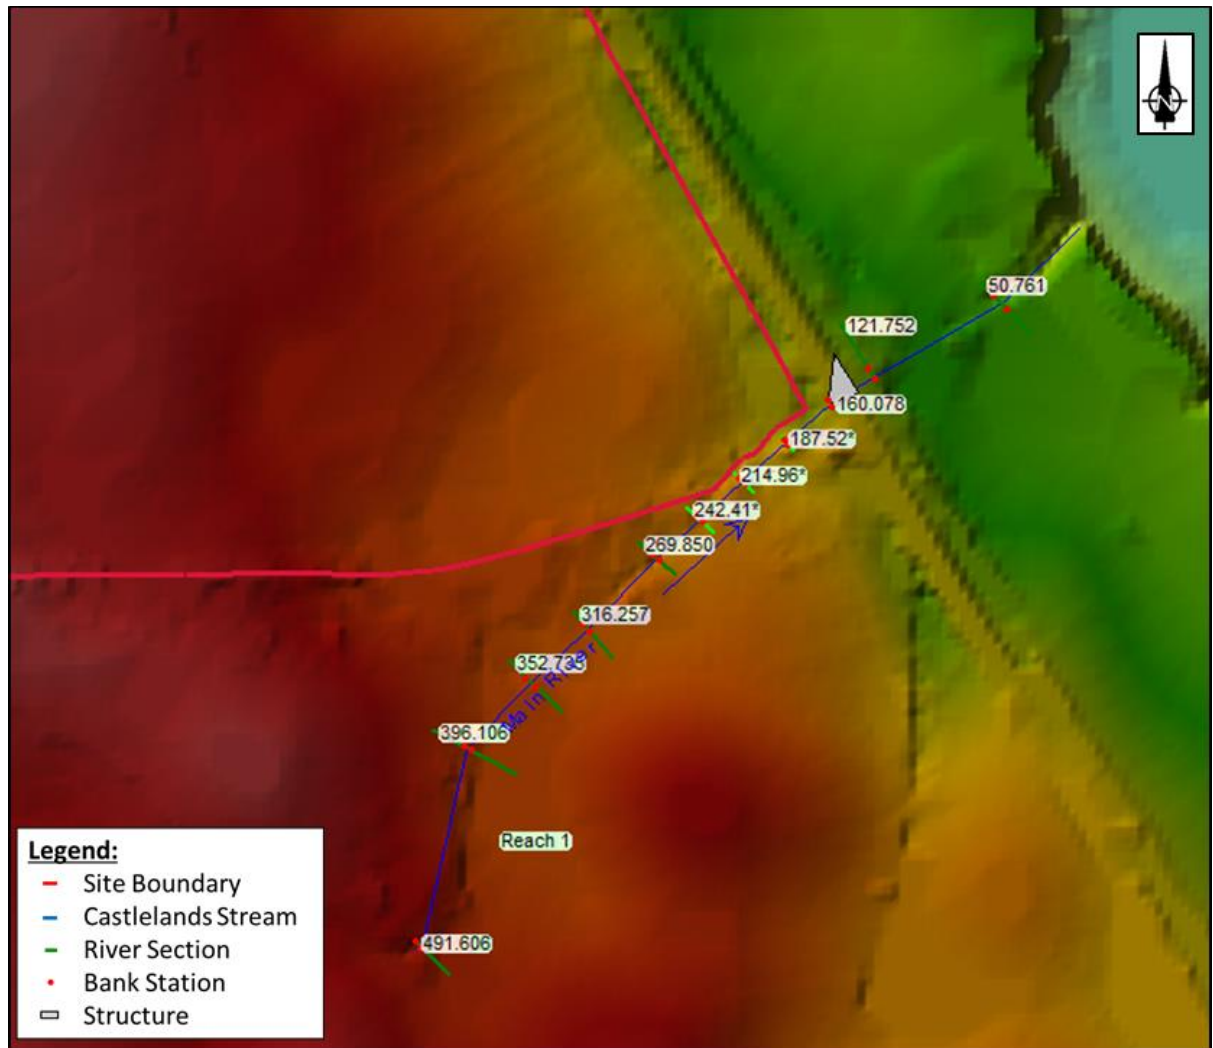 N
50.761
121.752
160.078
187.52*
214.96*
242.41*
269.850
316.257
352.735
Main River
396.106
Reach 1
491.606
Legend:
Site Boundary
Castlelands Stream
River Section
Bank Station
Structure